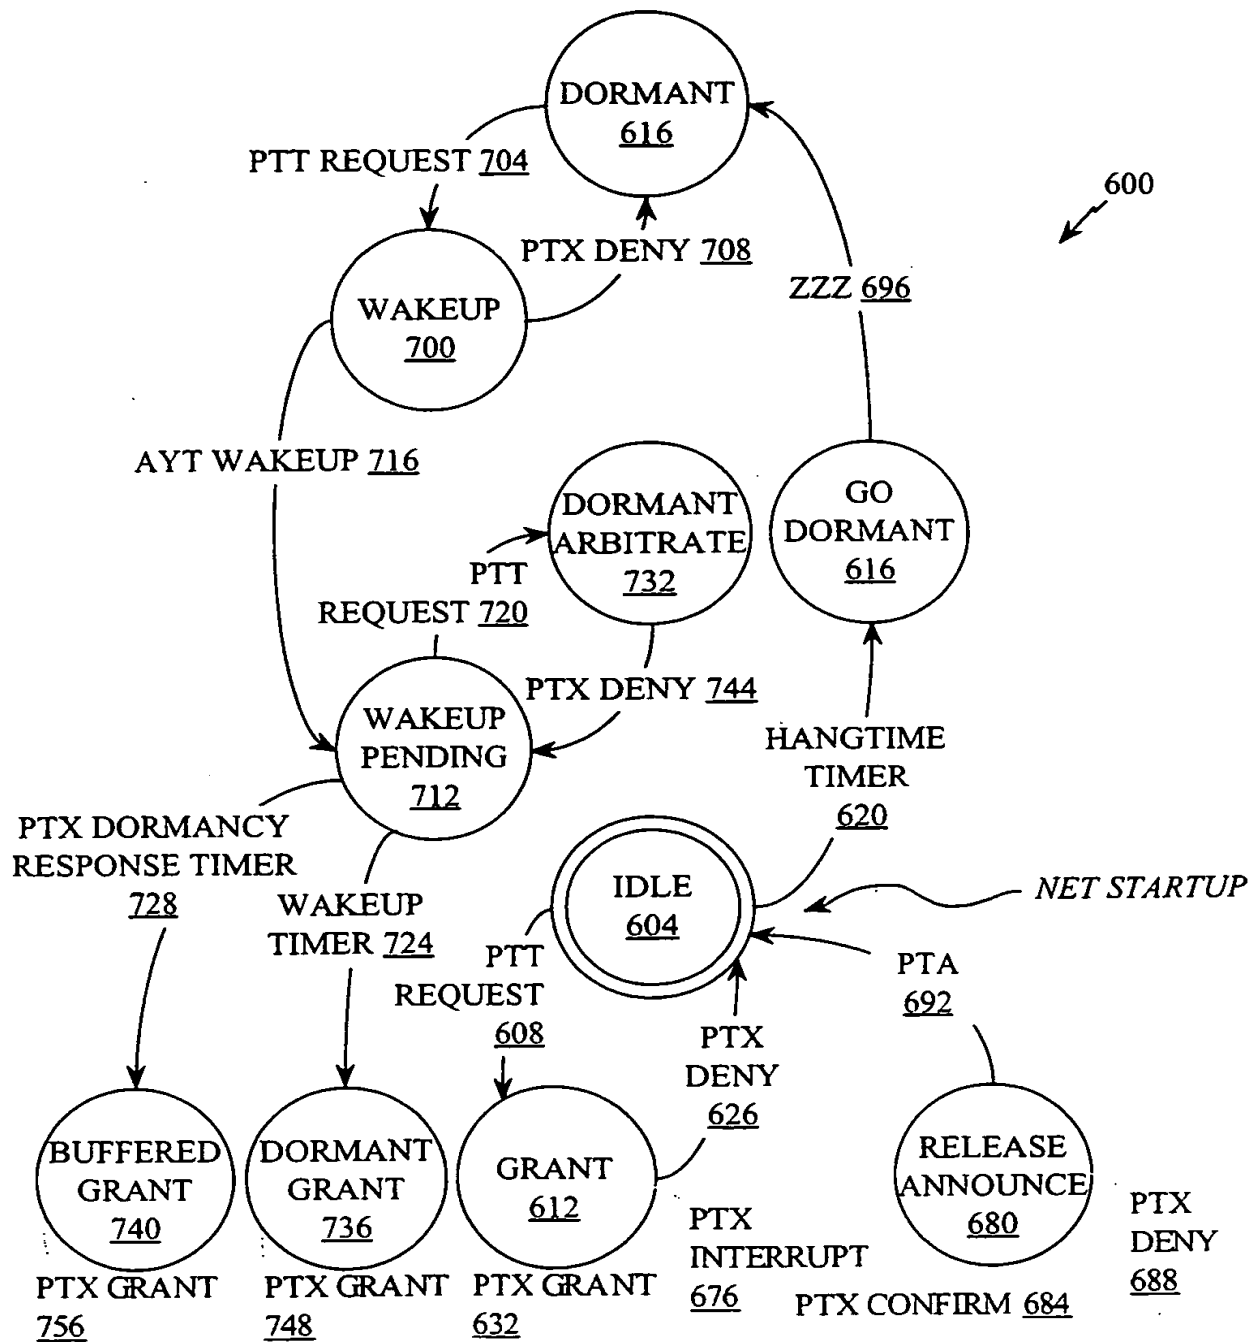 DORMANT
616
PTT REQUEST 704
600
PTX DENY 708
ZZZ 696
WAKEUP
700
AYT WAKEUP 716
DORMANT
ARBITRATE
732
GO
DORMANT
616
PTT
REQUEST 720
PTX DENY 744
WAKEUP
PENDING
712
HANGTIME
TIMER
620
PTX DORMANCY
RESPONSE TIMER
728
WAKEUP
TIMER 724
IDLE
604
NET STARTUP
PTT
REQUEST
608
PTA
692
PTX
DENY
626
BUFFERED
GRANT
740
DORMANT
GRANT
736
GRANT
612
RELEASE
ANNOUNCE
680
PTX GRANT
756
PTX GRANT
748
PTX GRANT
632
PTX
INTERRUPT
676
PTX CONFIRM 684
PTX
DENY
688